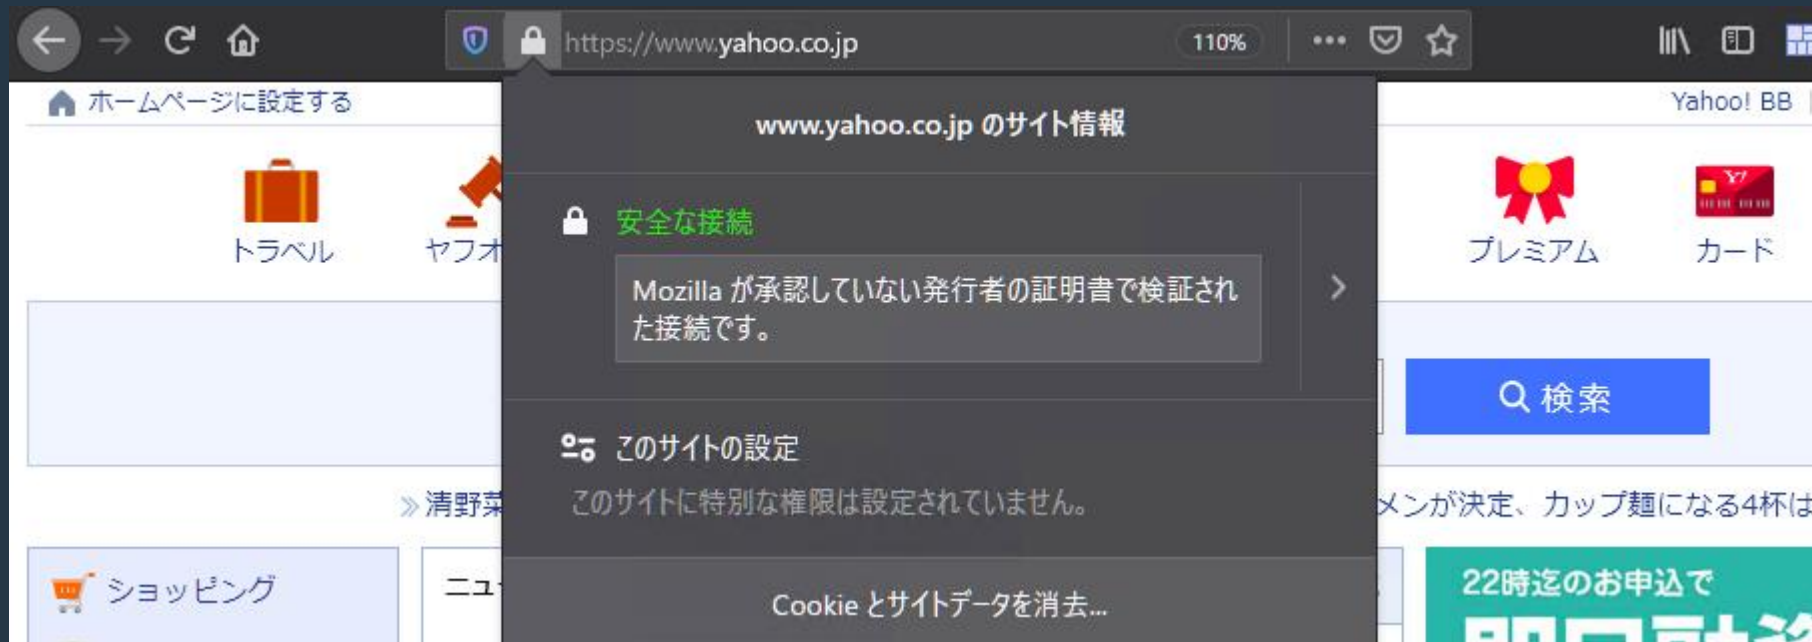 https://www.yahoo.co.jp
110%
ホームページに設定する
Yahoo! BB
www.yahoo.co.jp のサイト情報
トラベル
ヤフオ
プレミアム
カード
Y!
安全な接続
Mozilla が承認していない発行者の証明書で検証され
た接続です。
検索
このサイトの設定
このサイトに特別な権限は設定されていません。
清野菜
メンが決定、カップ麺になる4杯は
ショッピング
ニュ
Cookie とサイトデータを消去...
22時迄のお申込で